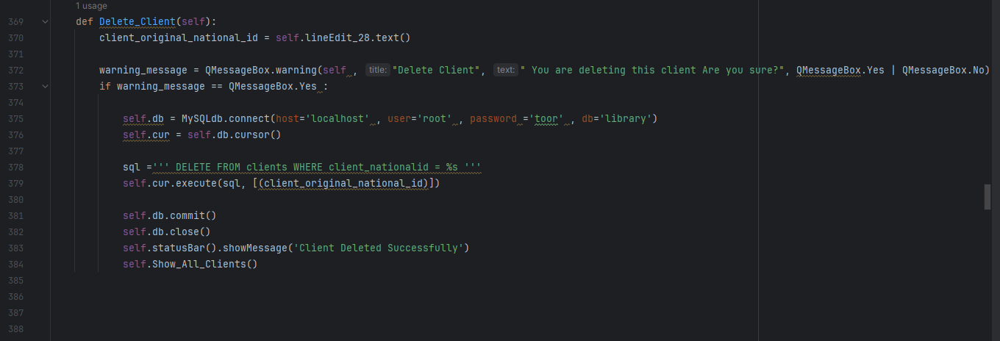 1 usage
369 def Delete_Client(self):
370 client_original_national_id = self.lineEdit_28.text()
371
372 warning_message = QMessageBox.warning(self , title: "Delete Client", text: " You are deleting this client Are you sure?", QMessageBox.Yes | QMessageBox.No)
373 if warning_message == QMessageBox.Yes :
374
375 self.db = MySQLdb.connect(host='localhost' , user='root' , password ='toor' , db='library')
376 self.cur = self.db.cursor()
377
378 sql =''' DELETE FROM clients WHERE client_nationalid = %s '''
379 self.cur.execute(sql, [(client_original_national_id)])
380
381 self.db.commit()
382 self.db.close()
383 self.statusBar().showMessage('Client Deleted Successfully')
384 self.Show_All_Clients()
385
386
387
388